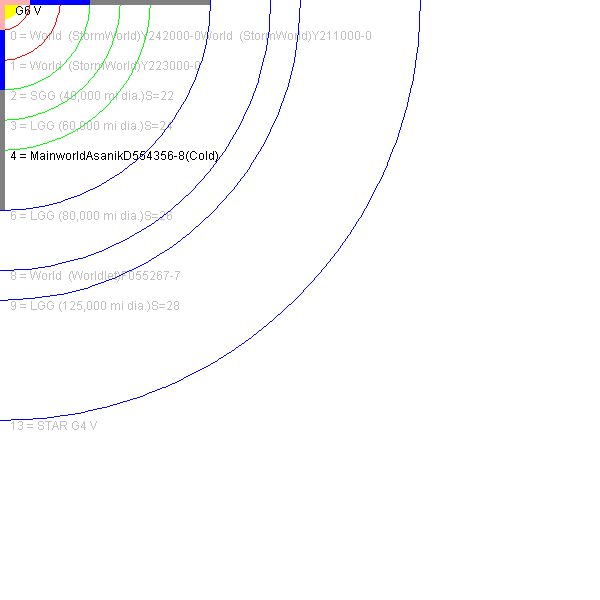 G6 V
0 = World (StormWorld)Y242000-0World (StormWorld)Y211000-0
1 = World (StormWorld)Y223000-0
2 = SGG (40,000 mi dia.)S=22
3 = LGG (60,000 mi dia.)S=24
4 = MainworldAsanikD554356-8(Cold)
6 = LGG (80,000 mi dia.)S=26
8 = World (Worldlet)F055267-7
9 = LGG (125,000 mi dia.)S=28
13 = STAR G4 V